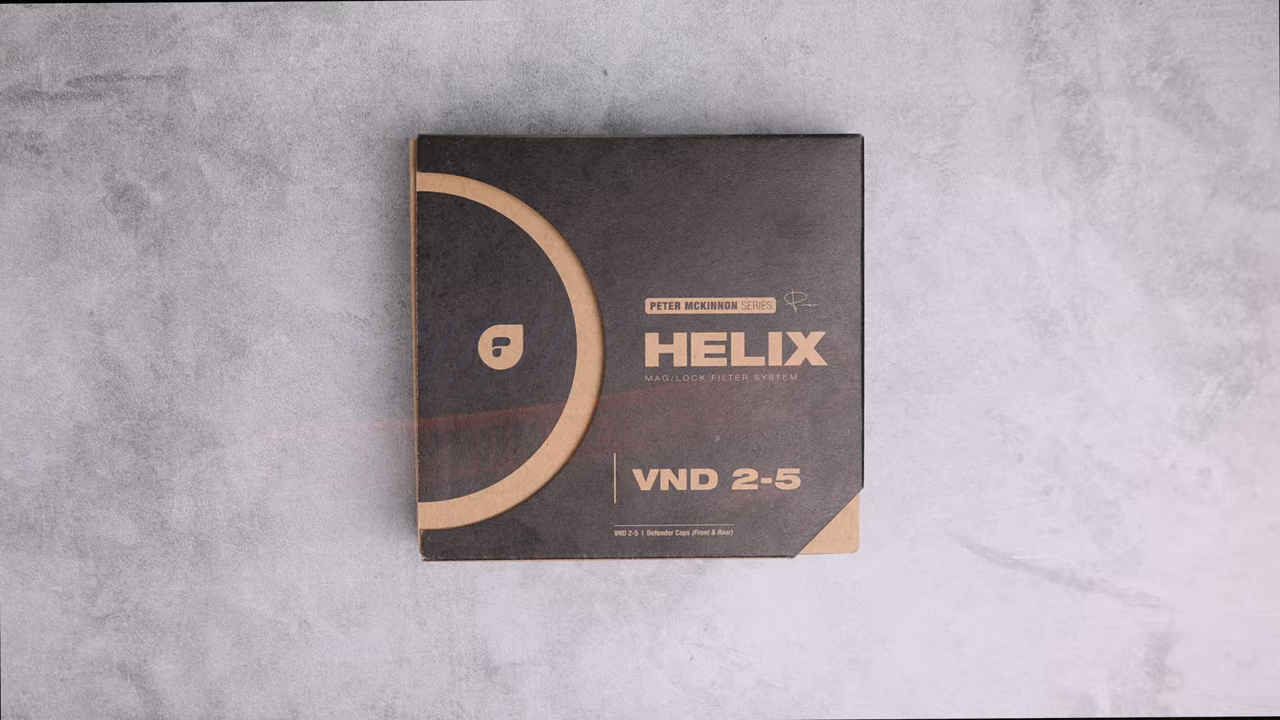 PETER MCKINNON SERIES
HELIX
MAG/LOCK FILTER SYSTEM
VND 2-5
VND 2-5 | Defender Caps (Front & Rear)